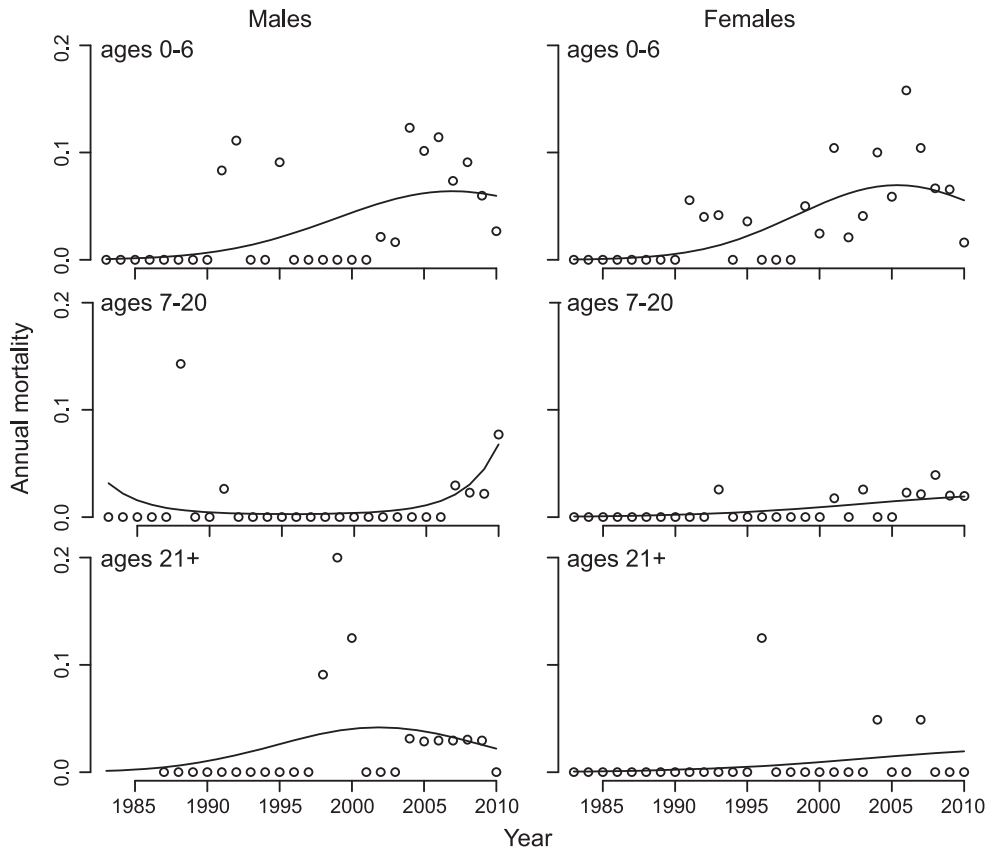 Males Females
ages 0-6 ages 0-6
0.2
0.1
0.0
ages 7-20 ages 7-20
0.2
0.1
0.0
ages 21+ ages 21+
0.2
0.1
0.0
Annual mortality
1985 1990 1995 2000 2005 2010 1985 1990 1995 2000 2005 2010
Year